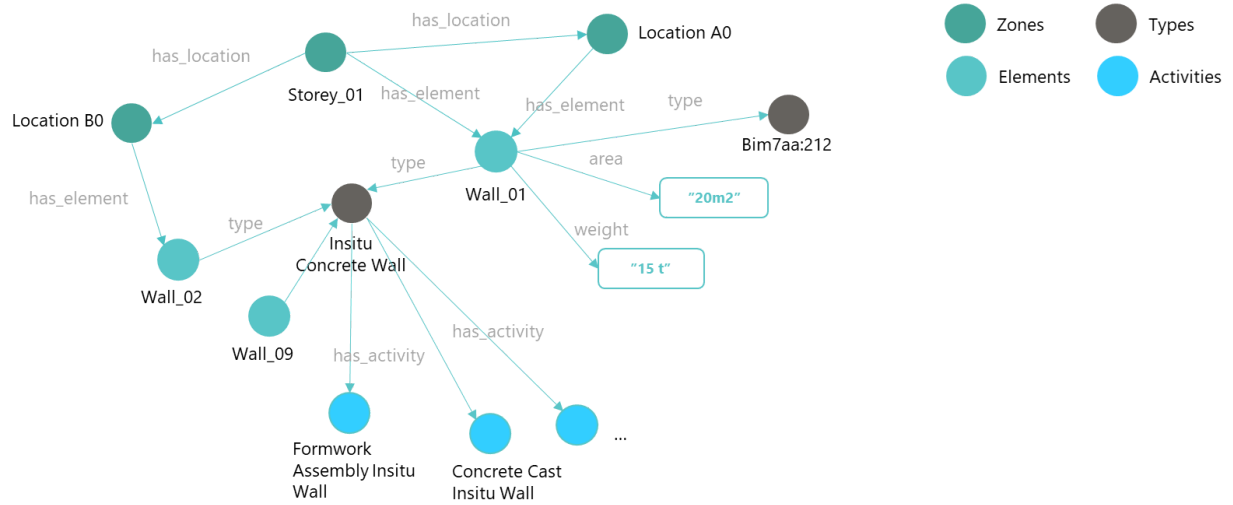 has_location
Location A0
Zones
Types
has_location
Storey_01
has_element
has_element
type
Elements
Activities
Location B0
Bim7aa:212
type
area
Wall_01
"20m2"
has_element
type
weight
Insitu
Concrete Wall
"15 t"
Wall_02
has_activity
Wall_09
has_activity
...
Formwork
Assembly Insitu
Wall
Concrete Cast
Insitu Wall